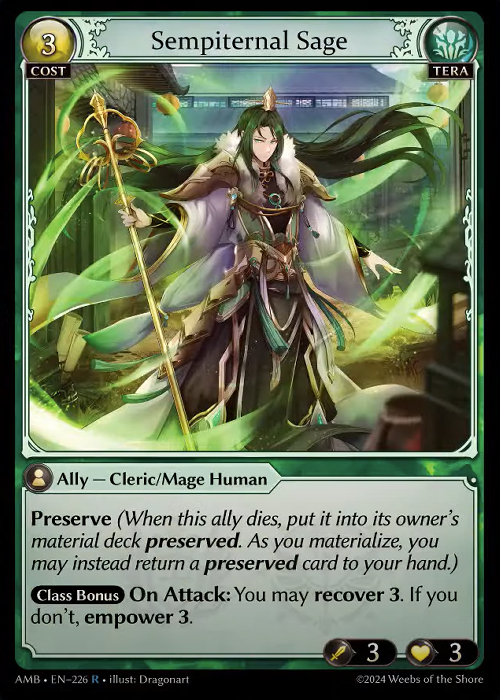 3
Sempiternal Sage
COST
TERA
Ally — Cleric/Mage Human
Preserve (When this ally dies, put it into its owner's
material deck preserved. As you materialize, you
may instead return a preserved card to your hand.)
Class Bonus On Attack: You may recover 3. If you
don't, empower 3.
3
3
AMB • EN-226 R • illust: Dragonart
©2024 Weebs of the Shore